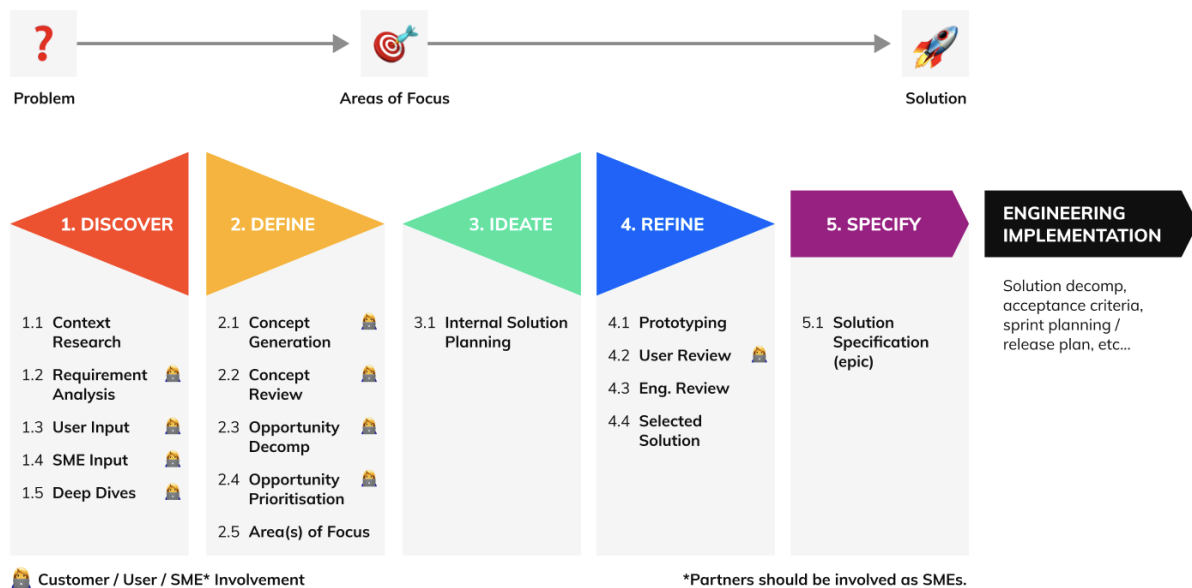 Problem
Areas of Focus
Solution
1. DISCOVER
2. DEFINE
3. IDEATE
4. REFINE
5. SPECIFY
ENGINEERING
IMPLEMENTATION
1.1 Context
Research
1.2 Requirement
Analysis
1.3 User Input
1.4 SME Input
1.5 Deep Dives
2.1 Concept
Generation
2.2 Concept
Review
2.3 Opportunity
Decomp
2.4 Opportunity
Prioritisation
2.5 Area(s) of Focus
3.1 Internal Solution
Planning
4.1 Prototyping
4.2 User Review
4.3 Eng. Review
4.4 Selected
Solution
5.1 Solution
Specification
(epic)
Solution decomp,
acceptance criteria,
sprint planning /
release plan, etc...
Customer / User / SME* Involvement
*Partners should be involved as SMEs.